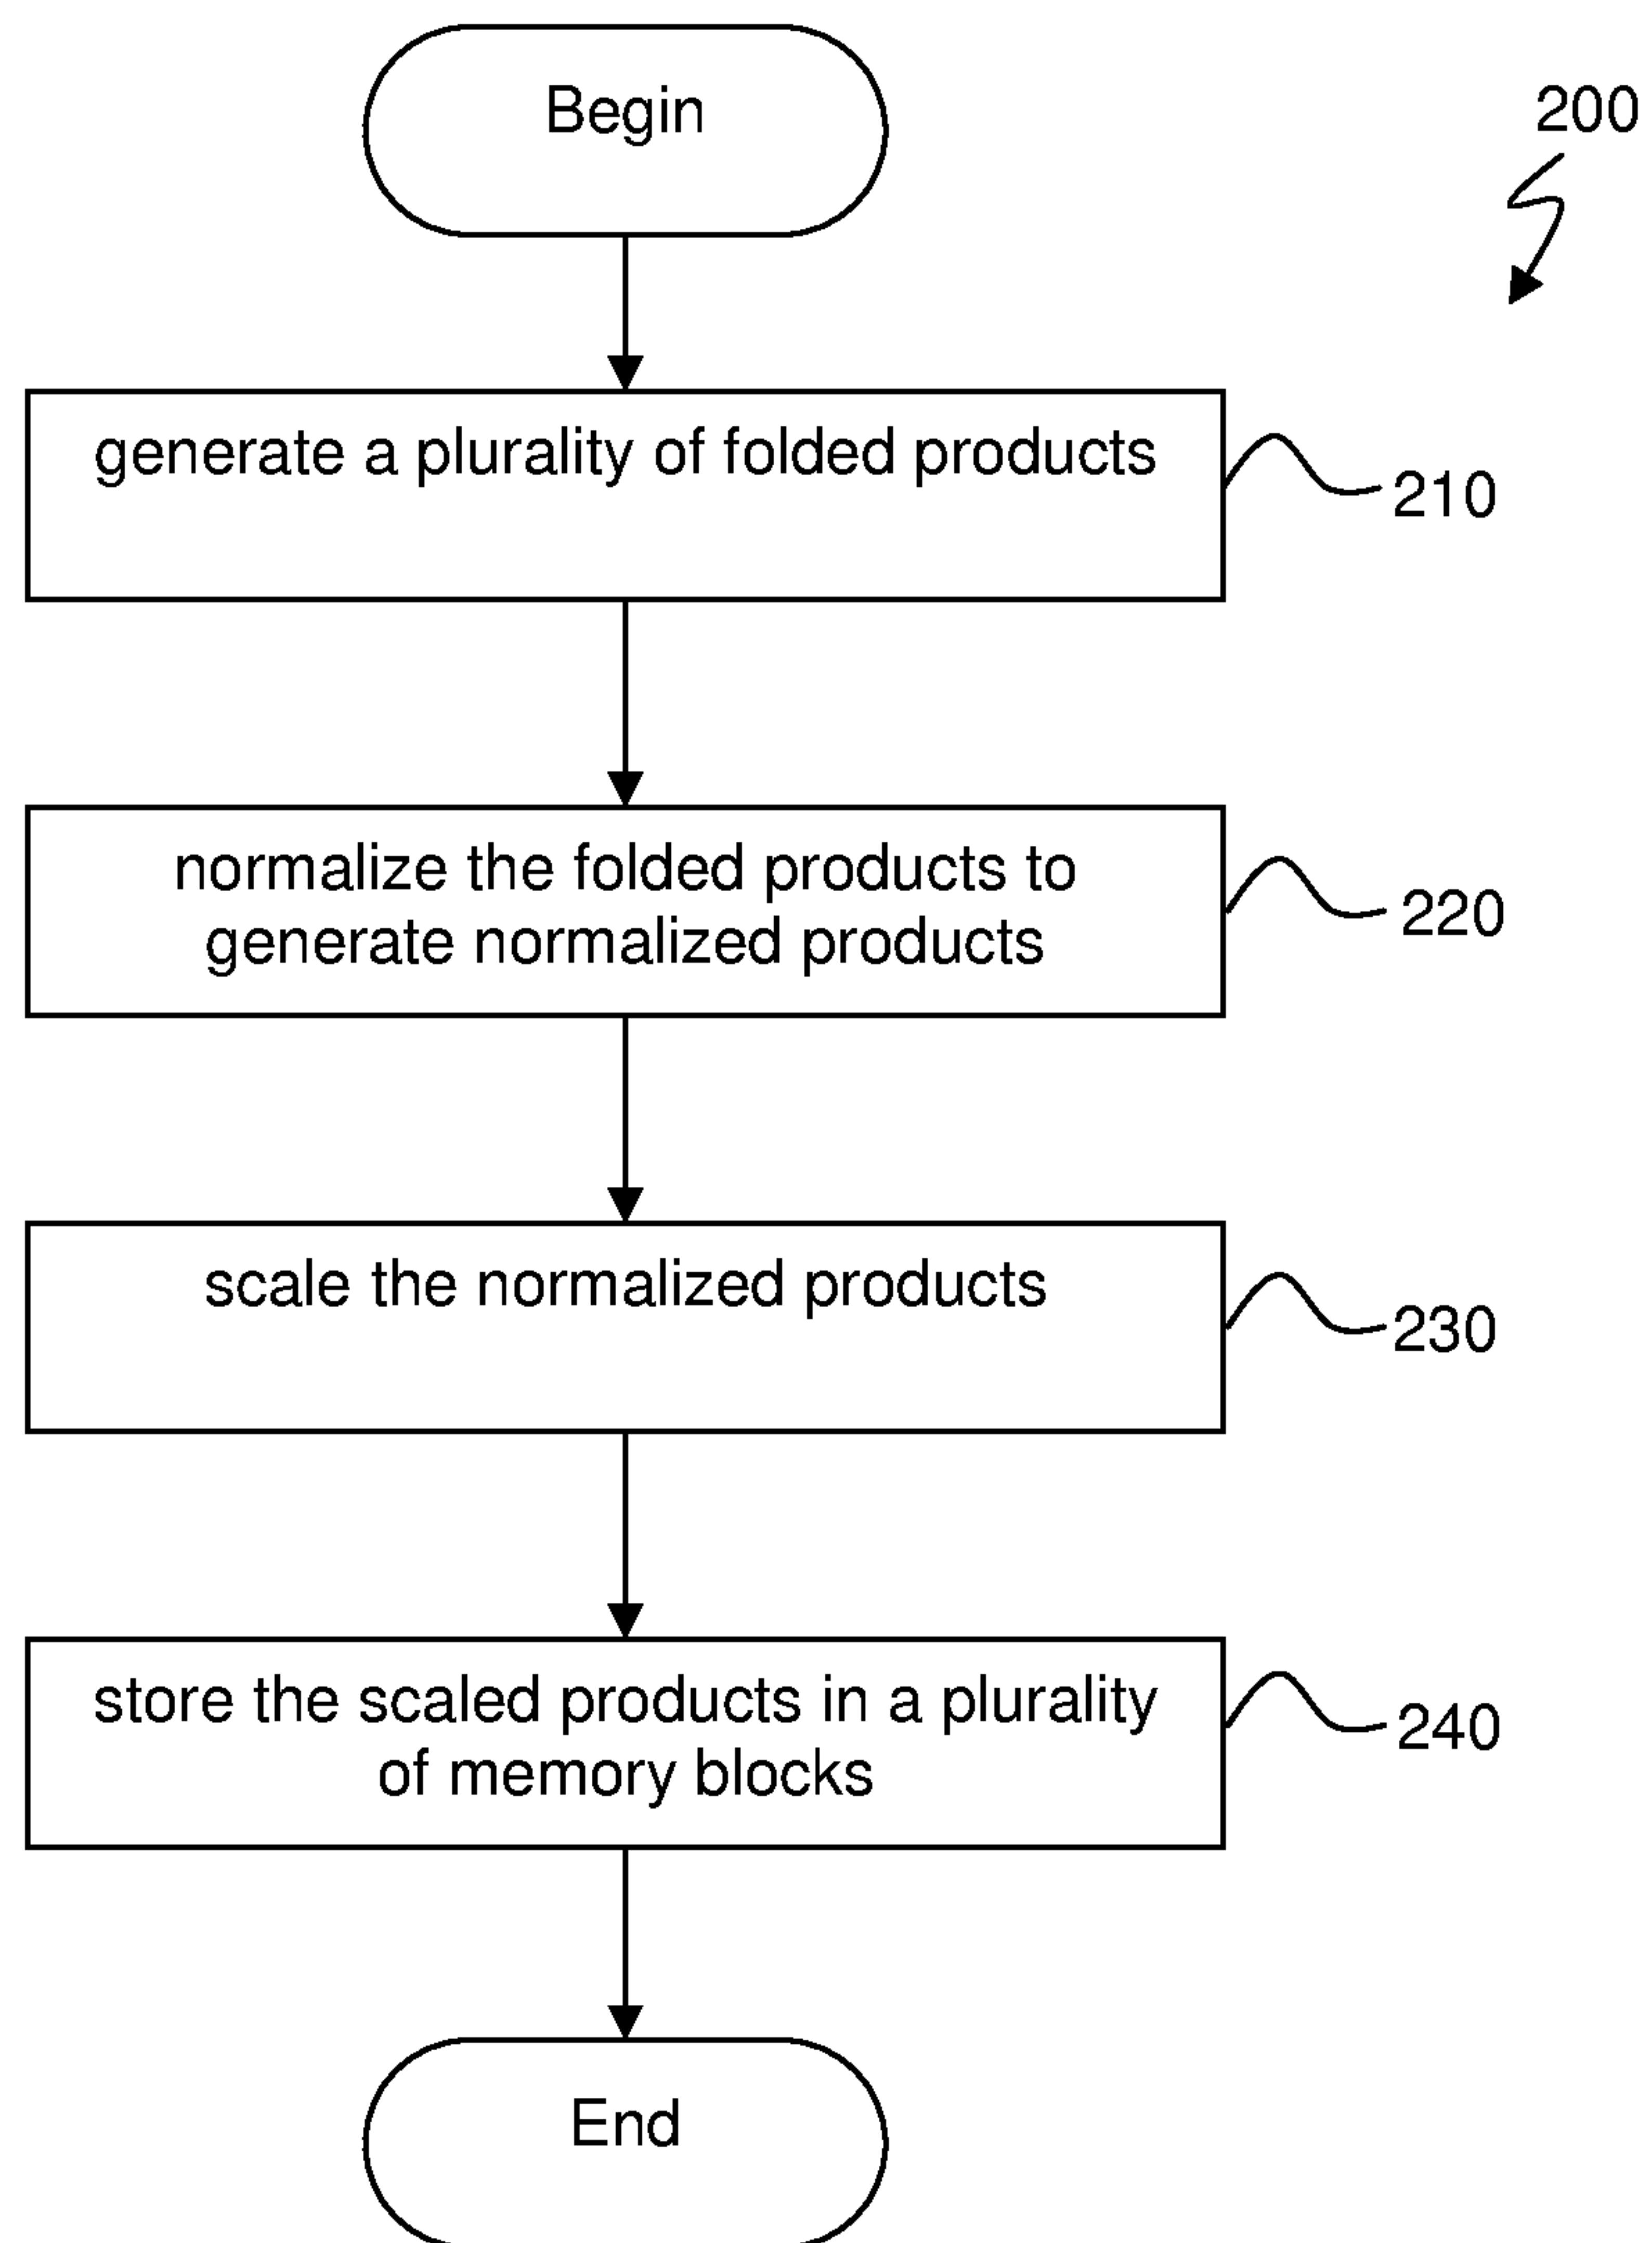 Begin
200
generate a plurality of folded products
210
normalize the folded products to
generate normalized products
220
scale the normalized products
230
store the scaled products in a plurality
of memory blocks
240
End